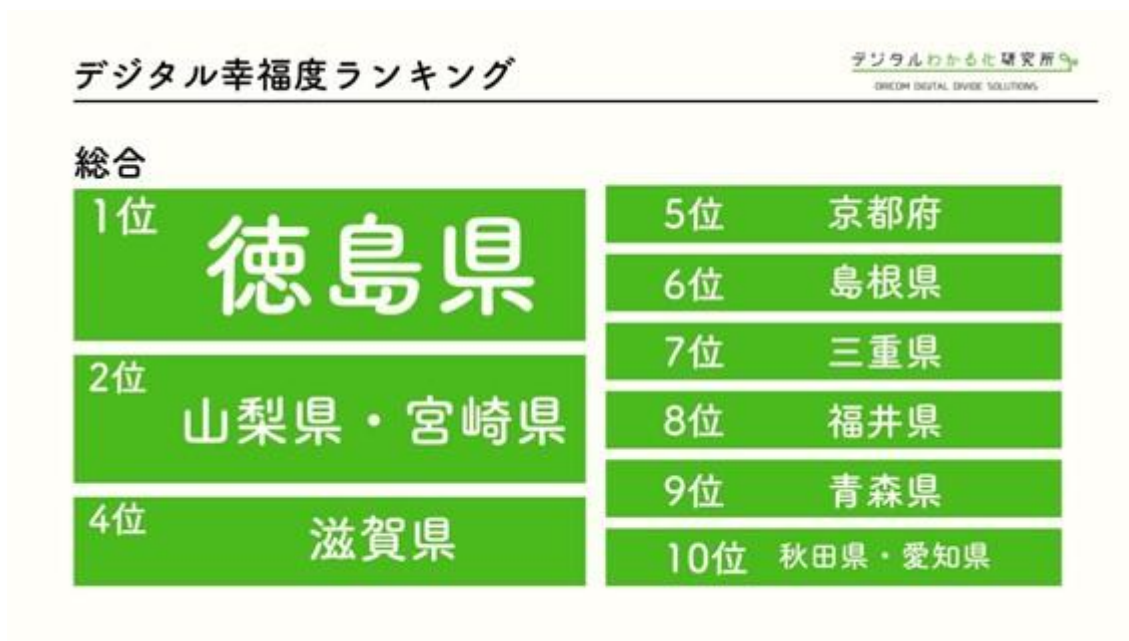 デジタル幸福度ランキング
デジタルわかる化研究所
ORICOM DIGITAL DIVIDE SOLUTIONS
総合
1位 徳島県
2位 山梨県・宮崎県
4位 滋賀県
5位 京都府
6位 島根県
7位 三重県
8位 福井県
9位 青森県
10位 秋田県・愛知県